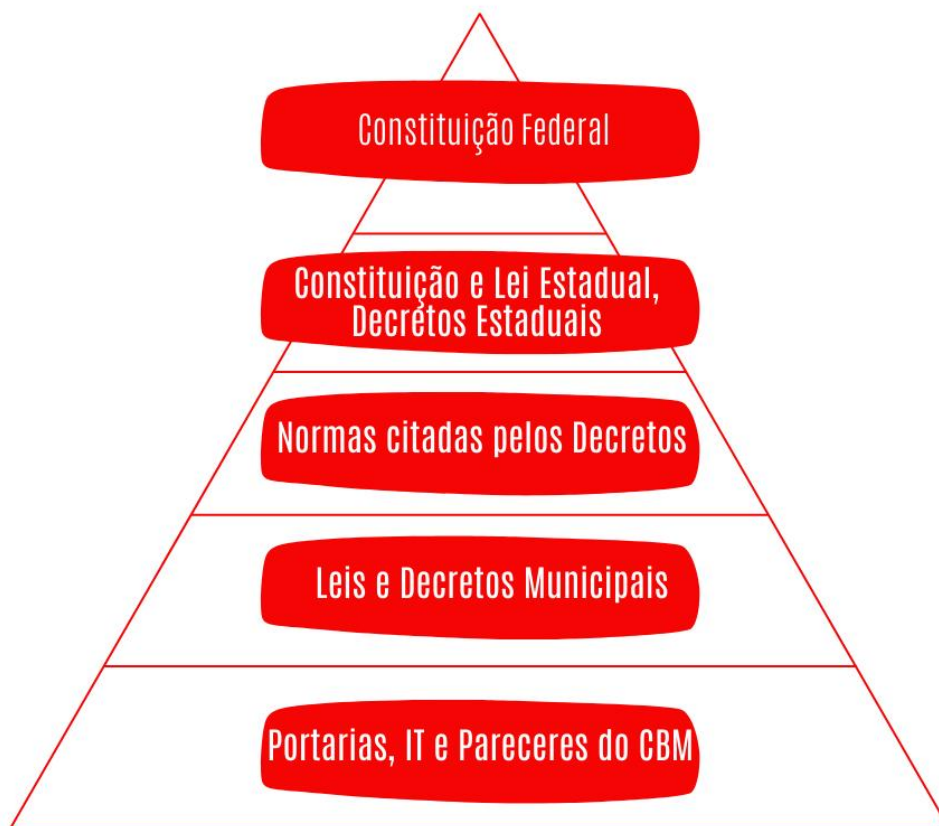 Constituição Federal
Constituição e Lei Estadual,
Decretos Estaduais
Normas citadas pelos Decretos
Leis e Decretos Municipais
Portarias, IT e Pareceres do CBM